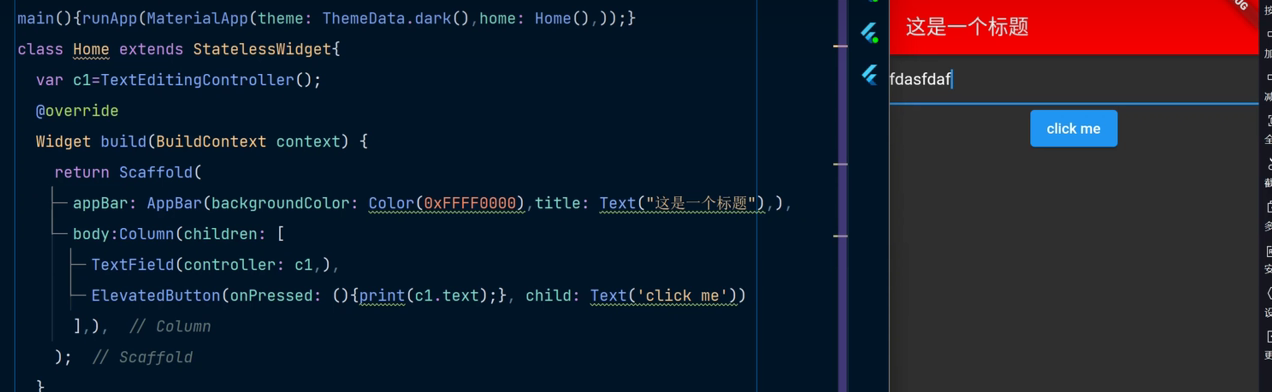 main(){runApp(MaterialApp(theme: ThemeData.dark(),home: Home(),));}
class Home extends StatelessWidget{
var c1=TextEditingController();
@override
Widget build(BuildContext context) {
return Scaffold(
appBar: AppBar(backgroundColor: Color(0xFFFF0000),title: Text("这是一个标题"),),
body:Column(children: [
TextField(controller: c1,),
ElevatedButton(onPressed: (){print(c1.text);}, child: Text('click me'))
],), // Column
); // Scaffold
}
这是一个标题
fdasfdaf
click me